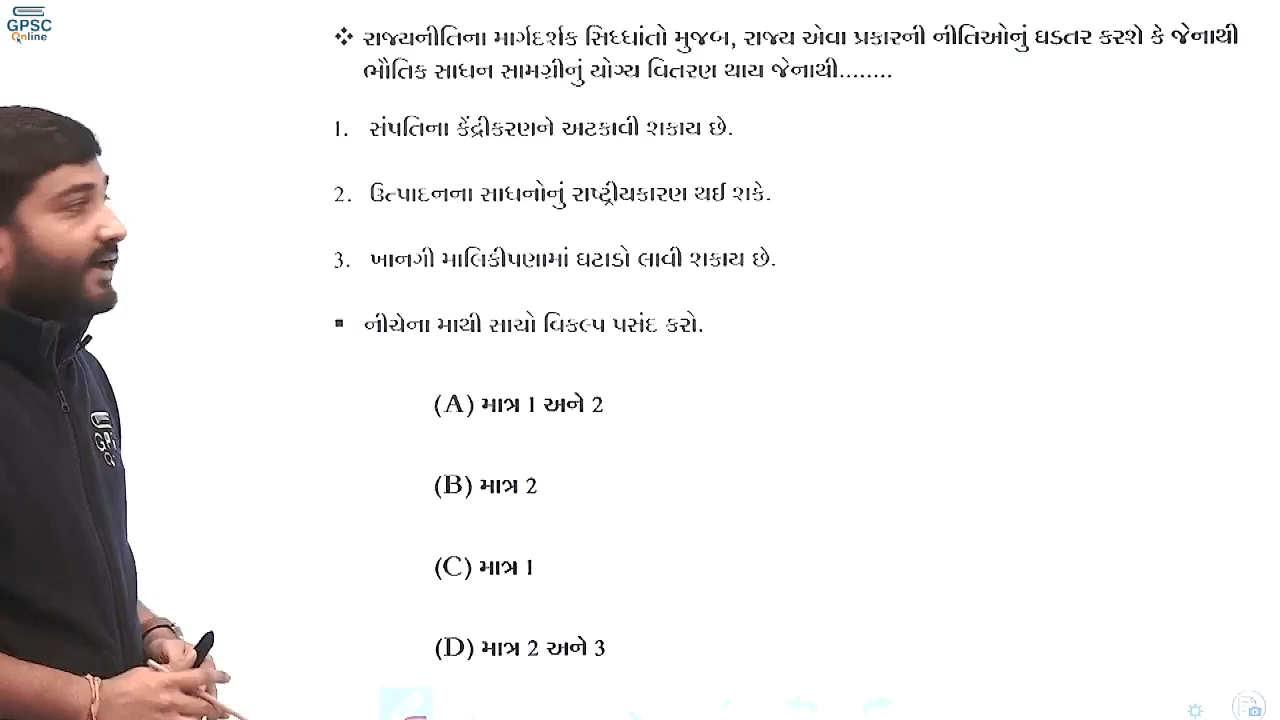 GPSC
Online
❖ રાજ્યનીતિના માર્ગદર્શક સિધ્ધાંતો મુજબ, રાજ્ય એવા પ્રકારની નીતિઓનું ઘડતર કરશે કે જેનાથી
ભૌતિક સાધન સામગ્રીનું યોગ્ય વિતરણ થાય જેનાથી........
1. સંપતિના કેંદ્રીકરણને અટકાવી શકાય છે.
2. ઉત્પાદનના સાધનોનું રાષ્ટ્રીયકારણ થઈ શકે.
3. ખાનગી માલિકીપણામાં ઘટાડો લાવી શકાય છે.
▪ નીચેના માથી સાચો વિકલ્પ પસંદ કરો.
(A) માત્ર 1 અને 2
(B) માત્ર 2
(C) માત્ર 1
(D) માત્ર 2 અને 3